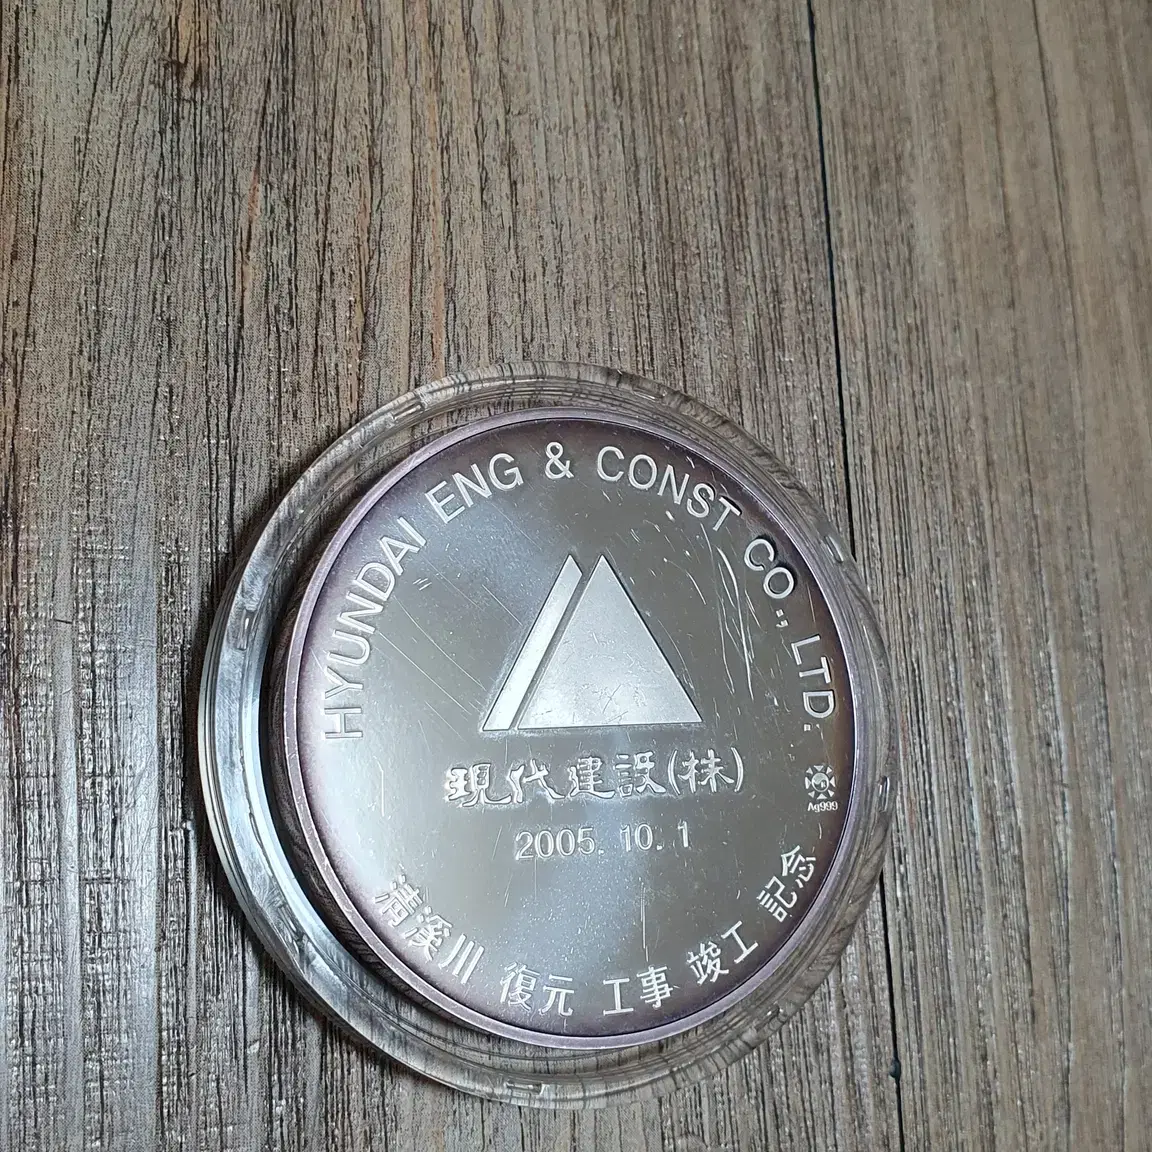 HYUNDAI ENG & CONST CO., LTD.
現代建設(株)
Ag999
2005. 10. 1
淸溪川 復元 工事 竣工 記念